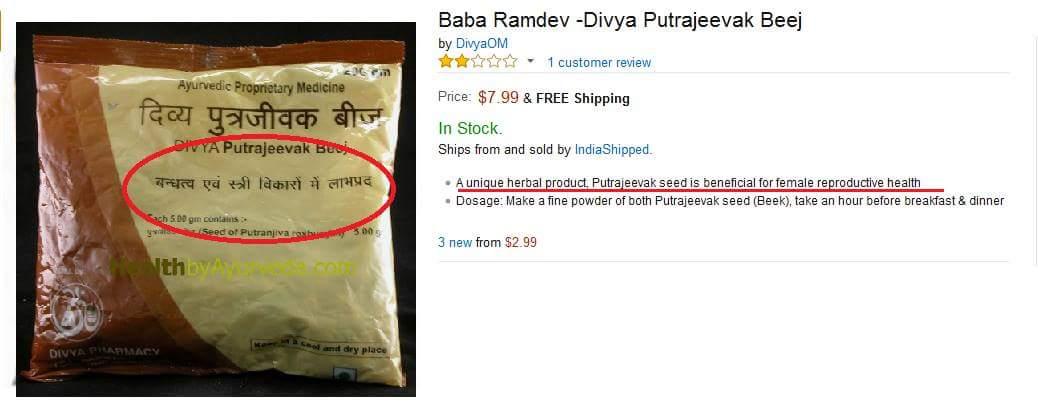 200 gm
Ayurvedic Proprietary Medicine
दिव्य पुत्रजीवक बीज
DIVYA Putrajeevak Beej
बन्धत्व एवं स्त्री विकारों में लाभप्रद
Each 5.00 gm contains :-
(Seed of Putranjiva roxburghii) 5.00 g
HealthbyAyurveda.com
DIVYA PHARMACY
Keep in a cool and dry place
Baba Ramdev -Divya Putrajeevak Beej
by DivyaOM
1 customer review
Price: $7.99 & FREE Shipping
In Stock.
Ships from and sold by IndiaShipped.
A unique herbal product, Putrajeevak seed is beneficial for female reproductive health
Dosage: Make a fine powder of both Putrajeevak seed (Beek), take an hour before breakfast & dinner
3 new from $2.99